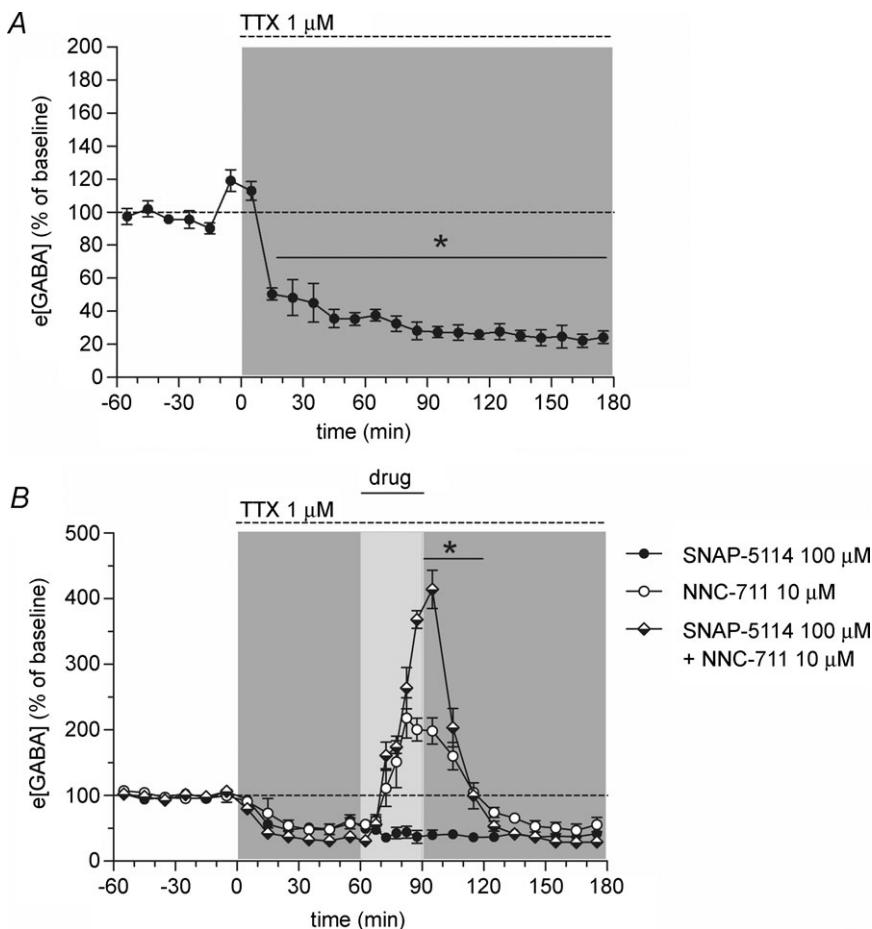 A
TTX 1 μM
200
180
160
140
120
100
80
60
40
20
0
e[GABA] (% of baseline)
*
-60 -30 0 30 60 90 120 150 180
time (min)
drug
B
TTX 1 μM
500
400
300
200
100
0
e[GABA] (% of baseline)
*
-60 -30 0 30 60 90 120 150 180
time (min)
SNAP-5114 100 μM
NNC-711 10 μM
SNAP-5114 100 μM
+ NNC-711 10 μM